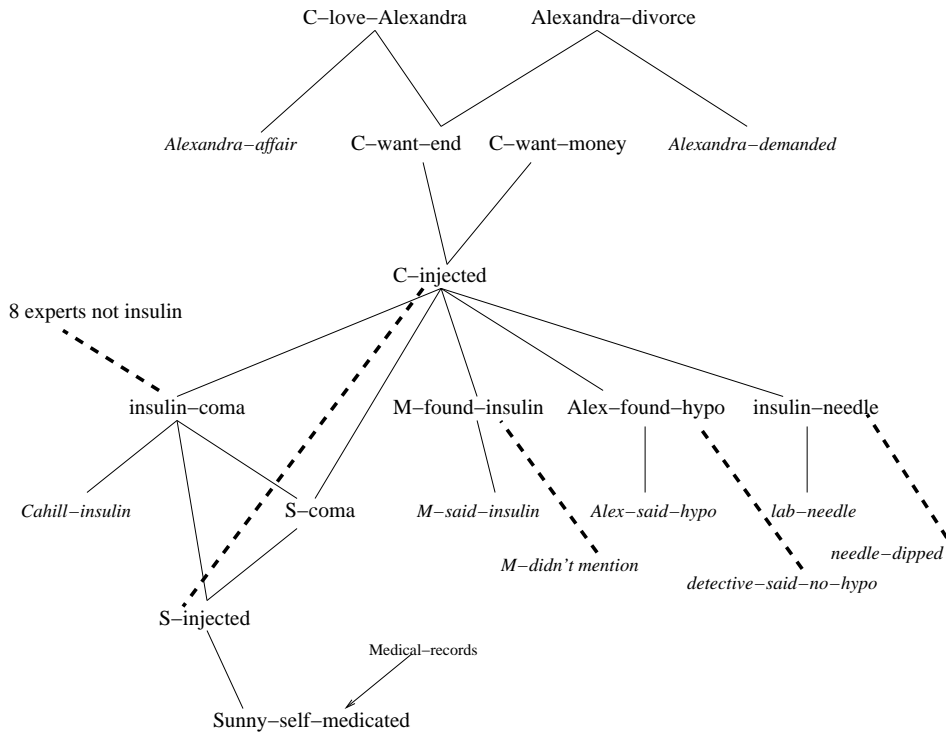 C−love−Alexandra
Alexandra−divorce
Alexandra−affair
C−want−end
C−want−money
Alexandra−demanded
C−injected
8 experts not insulin
insulin−coma
M−found−insulin
Alex−found−hypo
insulin−needle
Cahill−insulin
S−coma
M−said−insulin
Alex−said−hypo
lab−needle
needle−dipped
M−didn't mention
detective−said−no−hypo
S−injected
Medical−records
Sunny−self−medicated